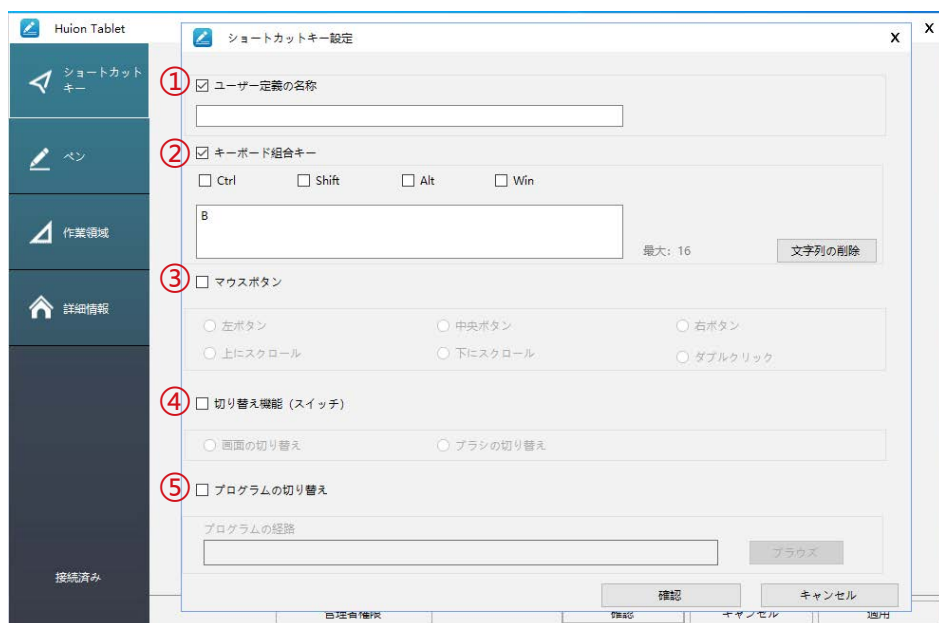 Huion Tablet
X
ショートカットキー設定
X
ショートカット
キー
ペン
作業領域
詳細情報
接続済み
① ユーザー定義の名称
② キーボード組合キー
Ctrl Shift Alt Win
B
最大: 16 文字列の削除
③ マウスボタン
左ボタン 中央ボタン 右ボタン
上にスクロール 下にスクロール ダブルクリック
④ 切り替え機能 (スイッチ)
画面の切り替え ブラシの切り替え
⑤ プログラムの切り替え
プログラムの経路
ブラウズ
確認 キャンセル
管理者権限 確認 キャンセル 適用